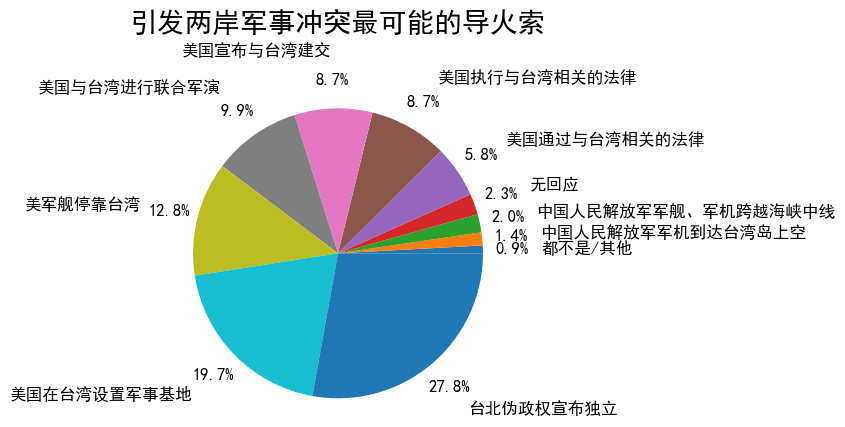 引发两岸军事冲突最可能的导火索
美国宣布与台湾建交
8.7%
美国执行与台湾相关的法律
8.7%
美国与台湾进行联合军演
9.9%
美国通过与台湾相关的法律
5.8%
无回应
2.3%
美军舰停靠台湾
12.8%
中国人民解放军军舰、军机跨越海峡中线
2.0%
中国人民解放军军机到达台湾岛上空
1.4%
都不是/其他
0.9%
美国在台湾设置军事基地
19.7%
27.8%
台北伪政权宣布独立